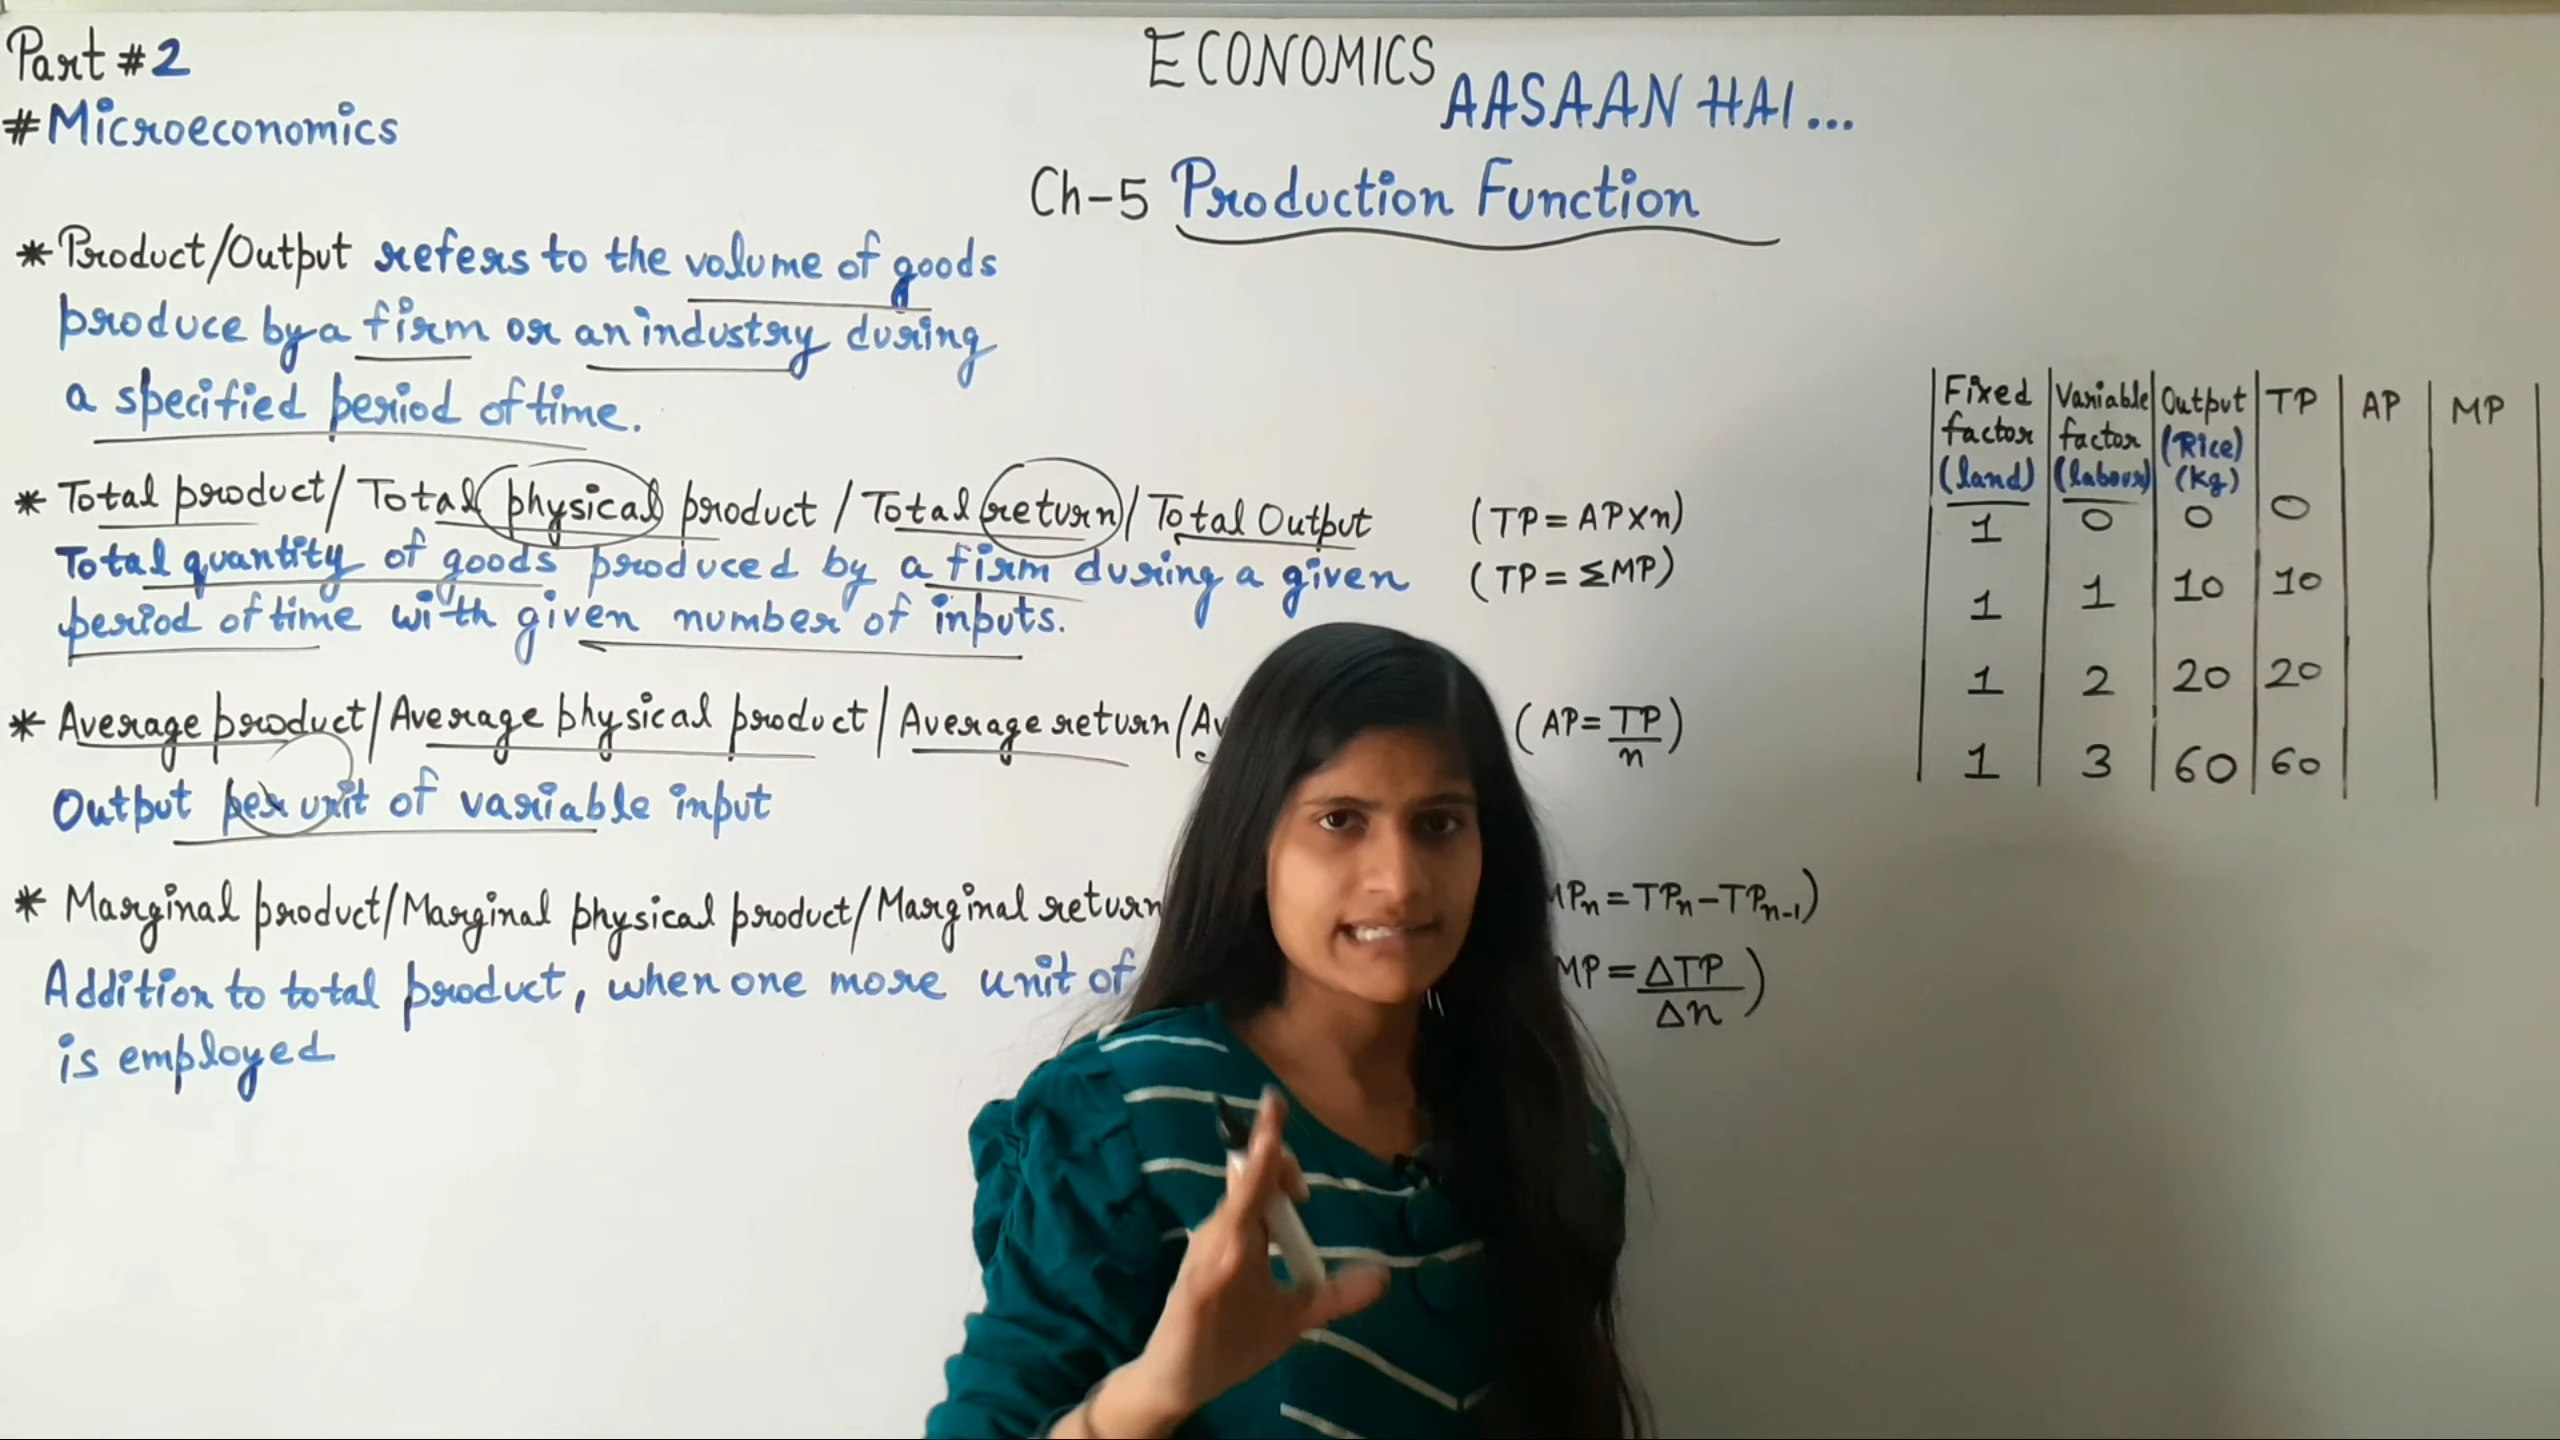 Part #2
#Microeconomics
ECONOMICS
AASAAN HAI...
Ch-5 Production Function
* Product/Output refers to the volume of goods
produce by a firm or an industry during
a specified period of time.
* Total product/ Total physical product / Total return / Total Output (TP = AP×n)
Total quantity of goods produced by a firm during a given (TP = ΣMP)
period of time with given number of inputs.
* Average product/Average physical product/Average return/Av (AP = TP/n)
Output per unit of variable input
* Marginal product/Marginal physical product/Marginal return MPn = TPn - TPn-1)
Addition to total product, when one more unit of MP = ΔTP/Δn)
is employed
Fixed factor (land) | Variable factor (labour) | Output (Rice) (kg) | TP | AP | MP
1 | 0 | 0 | 0
1 | 1 | 10 | 10
1 | 2 | 20 | 20
1 | 3 | 60 | 60